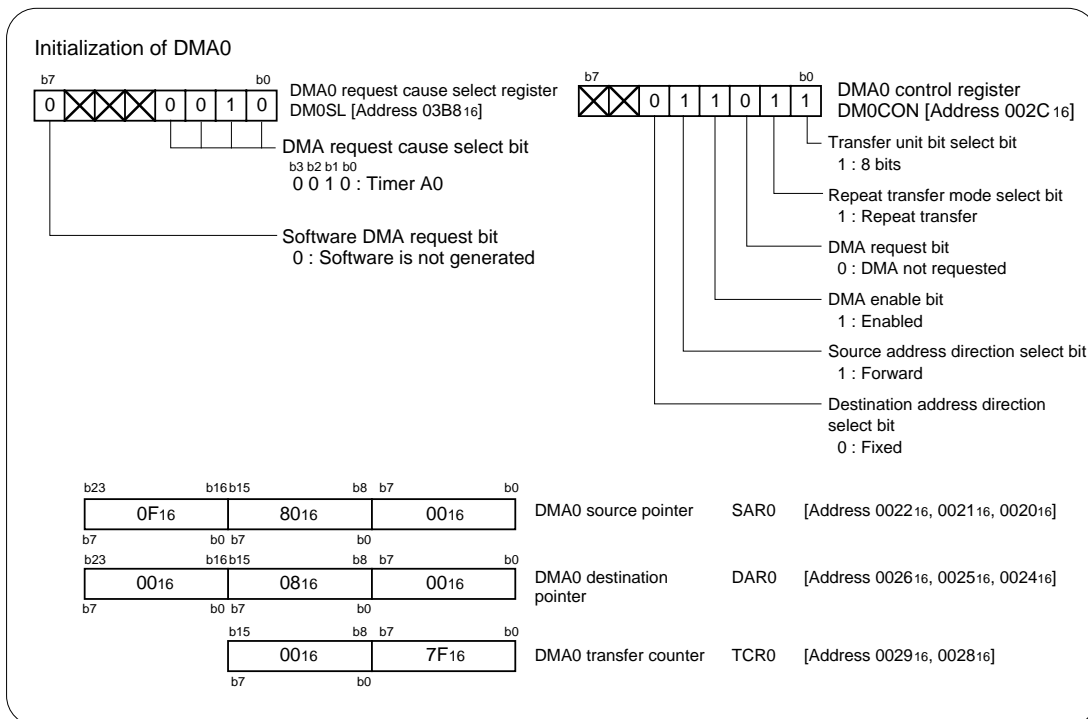 Initialization of DMA0
b7 b0
0 0 0 1 0
DMA0 request cause select register
DM0SL [Address 03B816]
DMA request cause select bit
b3 b2 b1 b0
0 0 1 0 : Timer A0
Software DMA request bit
0 : Software is not generated
b7 b0
0 1 1 0 1 1
DMA0 control register
DM0CON [Address 002C16]
Transfer unit bit select bit
1 : 8 bits
Repeat transfer mode select bit
1 : Repeat transfer
DMA request bit
0 : DMA not requested
DMA enable bit
1 : Enabled
Source address direction select bit
1 : Forward
Destination address direction
select bit
0 : Fixed
b23 b16 b15 b8 b7 b0
0F16 8016 0016 DMA0 source pointer SAR0 [Address 002216, 002116, 002016]
b7 b0 b7 b0
b23 b16 b15 b8 b7 b0
0016 0816 0016 DMA0 destination
pointer DAR0 [Address 002616, 002516, 002416]
b7 b0 b7 b0
b15 b8 b7 b0
0016 7F16 DMA0 transfer counter TCR0 [Address 002916, 002816]
b7 b0